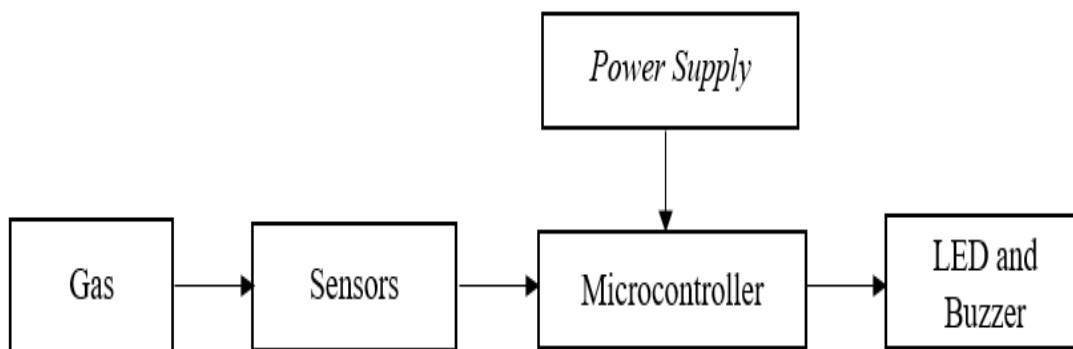 Power Supply
Gas
Sensors
Microcontroller
LED and
Buzzer